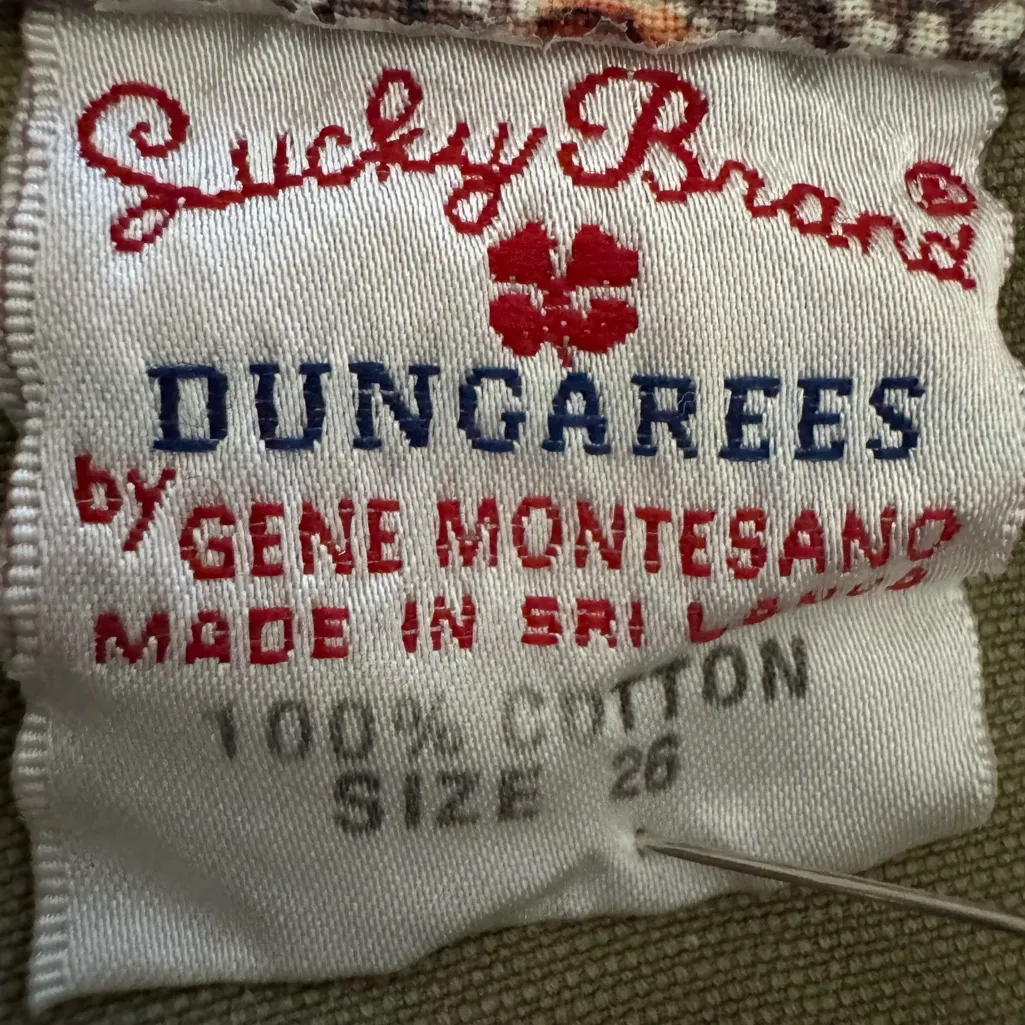 Lucky Brand®
DUNGAREES
by GENE MONTESANO
MADE IN SRI LANKA
100% COTTON
SIZE 26